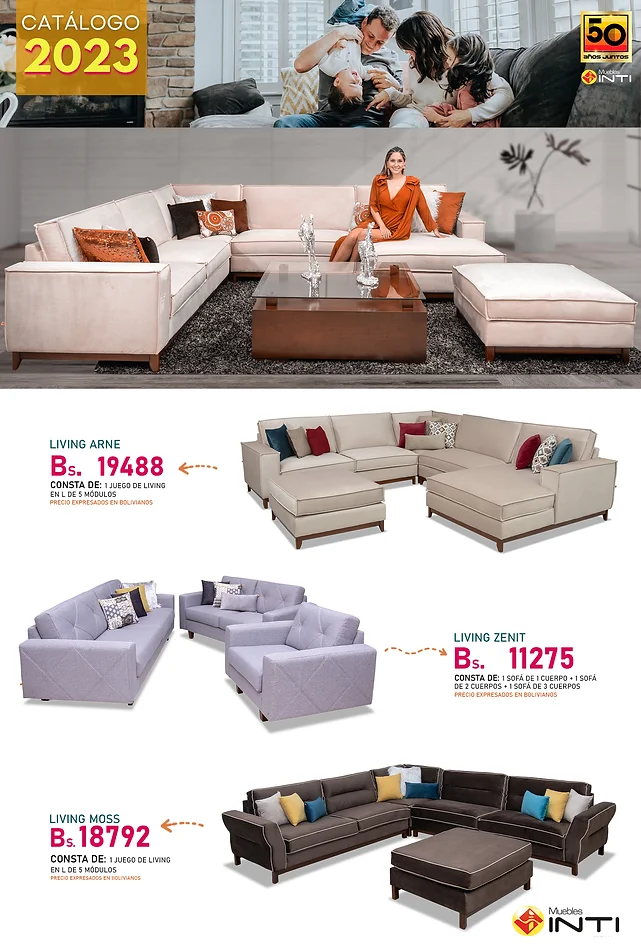 CATÁLOGO
2023
50
años juntos
Muebles
INTI
LIVING ARNE
Bs. 19488
CONSTA DE: 1 JUEGO DE LIVING
EN L DE 5 MÓDULOS
PRECIO EXPRESADOS EN BOLIVIANOS
LIVING ZENIT
Bs. 11275
CONSTA DE: 1 SOFÁ DE 1 CUERPO + 1 SOFÁ
DE 2 CUERPOS + 1 SOFÁ DE 3 CUERPOS
PRECIO EXPRESADOS EN BOLIVIANOS
LIVING MOSS
Bs. 18792
CONSTA DE: 1 JUEGO DE LIVING
EN L DE 5 MÓDULOS
PRECIO EXPRESADOS EN BOLIVIANOS
Muebles
INTI